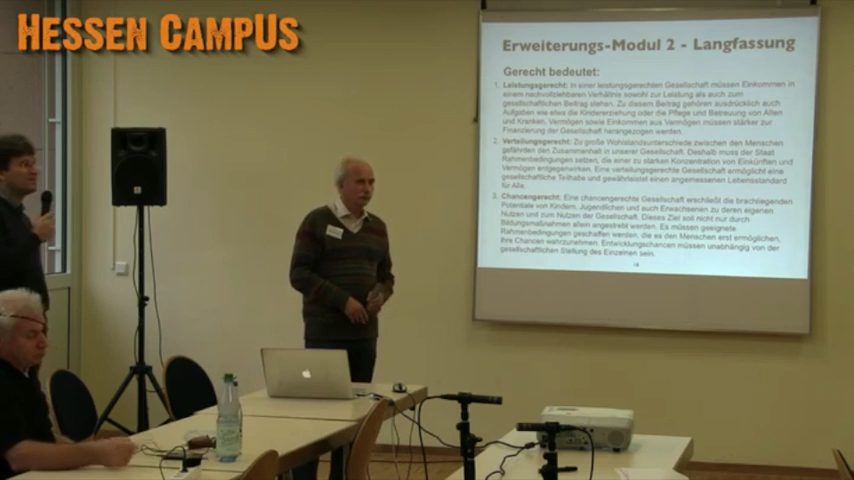 HESSEN CAMPUS
Erweiterungs-Modul 2 - Langfassung
Gerecht bedeutet:
1. Leistungsgerecht: In einer leistungsgerechten Gesellschaft müssen Einkommen in
einem nachvollziehbaren Verhältnis sowohl zur Leistung als auch zum
gesellschaftlichen Beitrag stehen. Zu diesem Beitrag gehören ausdrücklich auch
Aufgaben wie etwa die Kindererziehung oder die Pflege und Betreuung von Alten
und Kranken. Vermögen sowie Einkommen aus Vermögen müssen stärker zur
Finanzierung der Gesellschaft herangezogen werden.
2. Verteilungsgerecht: Zu große Wohlstandsunterschiede zwischen den Menschen
gefährden den Zusammenhalt in unserer Gesellschaft. Deshalb muss der Staat
Rahmenbedingungen setzen, die einer zu starken Konzentration von Einkünften und
Vermögen entgegenwirken. Eine verteilungsgerechte Gesellschaft ermöglicht eine
gesellschaftliche Teilhabe und gewährleistet einen angemessenen Lebensstandard
für Alle.
3. Chancengerecht: Eine chancengerechte Gesellschaft erschließt die brachliegenden
Potentiale von Kindern, Jugendlichen und auch Erwachsenen zu deren eigenen
Nutzen und zum Nutzen der Gesellschaft. Dieses Ziel soll nicht nur durch
Bildungsmaßnahmen allein angestrebt werden. Es müssen geeignete
Rahmenbedingungen geschaffen werden, die es den Menschen erst ermöglichen,
ihre Chancen wahrzunehmen. Entwicklungschancen müssen unabhängig von der
gesellschaftlichen Stellung des Einzelnen sein.